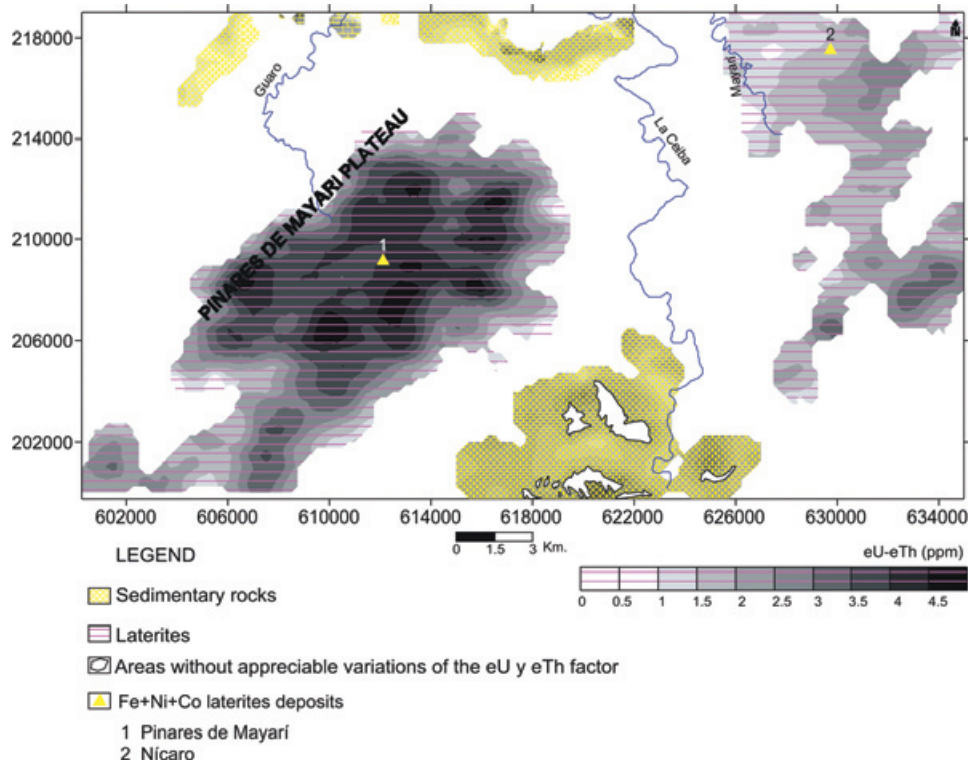 218000
214000
210000
206000
202000
602000 606000 610000 614000 618000 622000 626000 630000 634000
Guaro
PINARES DE MAYARI PLATEAU
1
La Ceiba
Mayarí
2
N
0 1.5 3 Km.
LEGEND
Sedimentary rocks
Laterites
Areas without appreciable variations of the eU y eTh factor
Fe+Ni+Co laterites deposits
1 Pinares de Mayarí
2 Nícaro
eU-eTh (ppm)
0 0.5 1 1.5 2 2.5 3 3.5 4 4.5